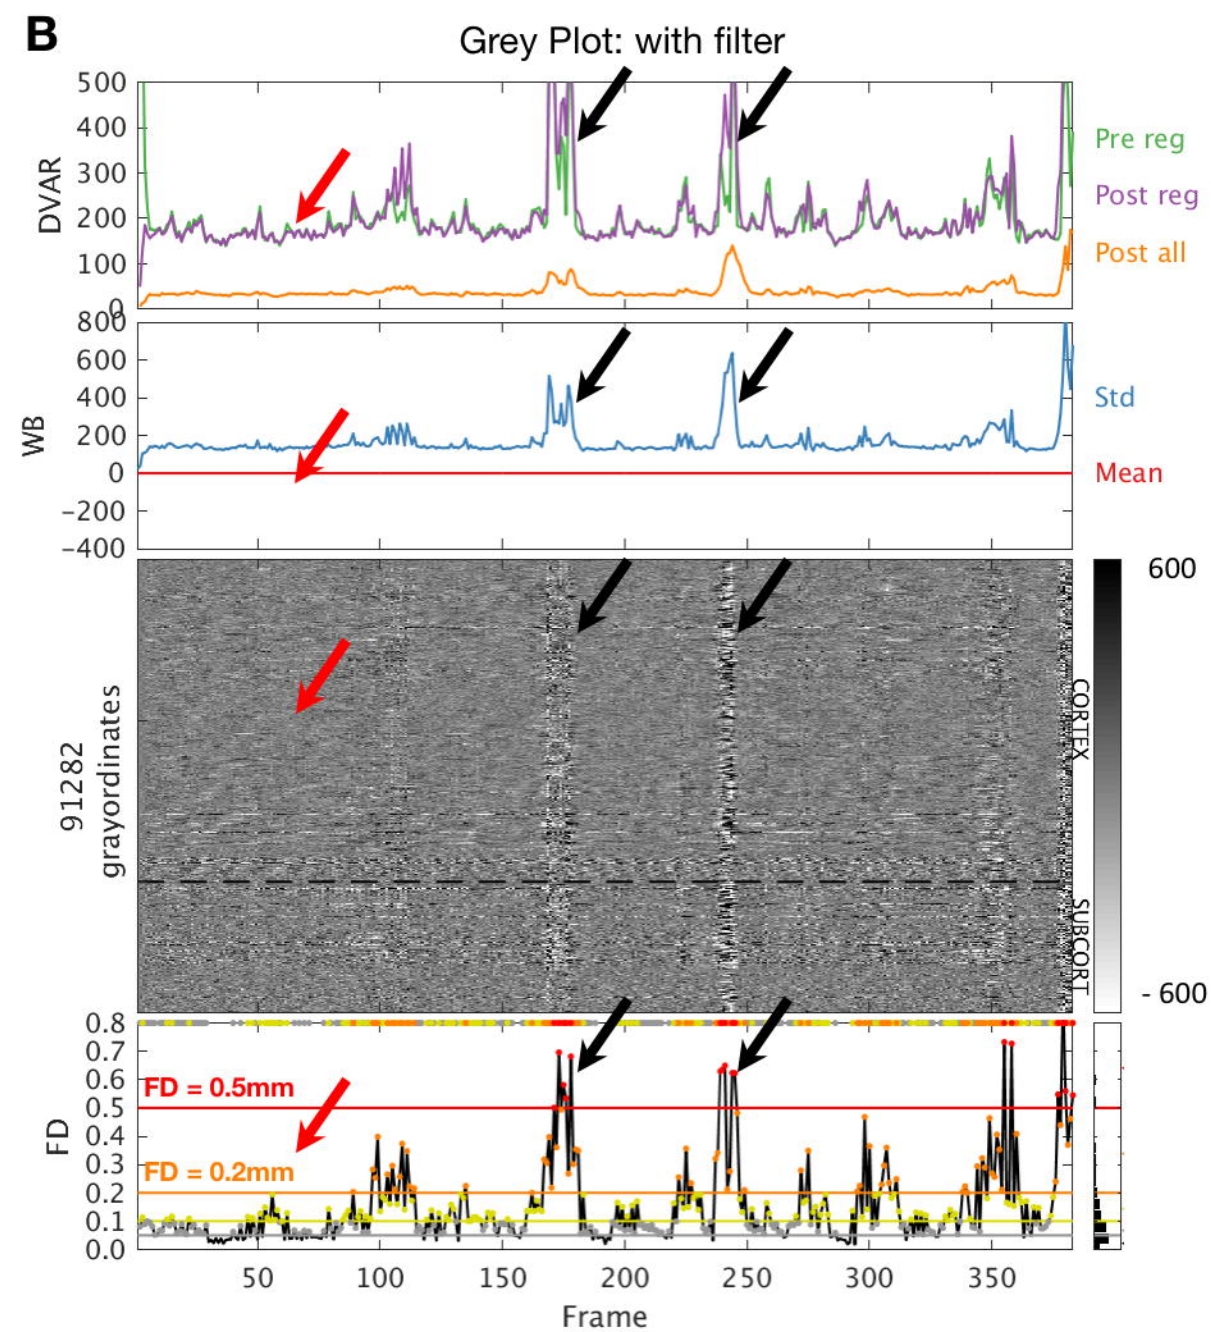 B
Grey Plot: with filter
500
400
300
200
100
0
DVAR
Pre reg
Post reg
Post all
800
600
400
200
0
−200
−400
WB
Std
Mean
91282
grayordinates
CORTEX
SUBCORT
600
- 600
0.8
0.7
0.6
0.5
0.4
0.3
0.2
0.1
0.0
FD
FD = 0.5mm
FD = 0.2mm
50
100
150
200
250
300
350
Frame